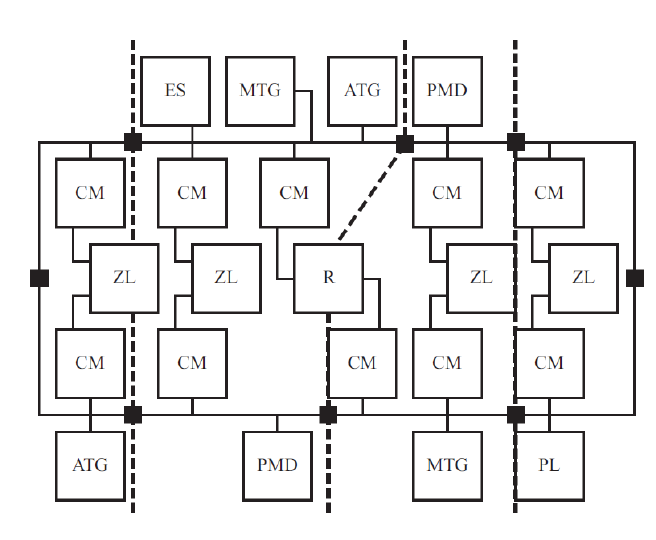 ES MTG ATG PMD
CM CM CM CM CM
ZL ZL R ZL ZL
CM CM CM CM CM
ATG PMD MTG PL